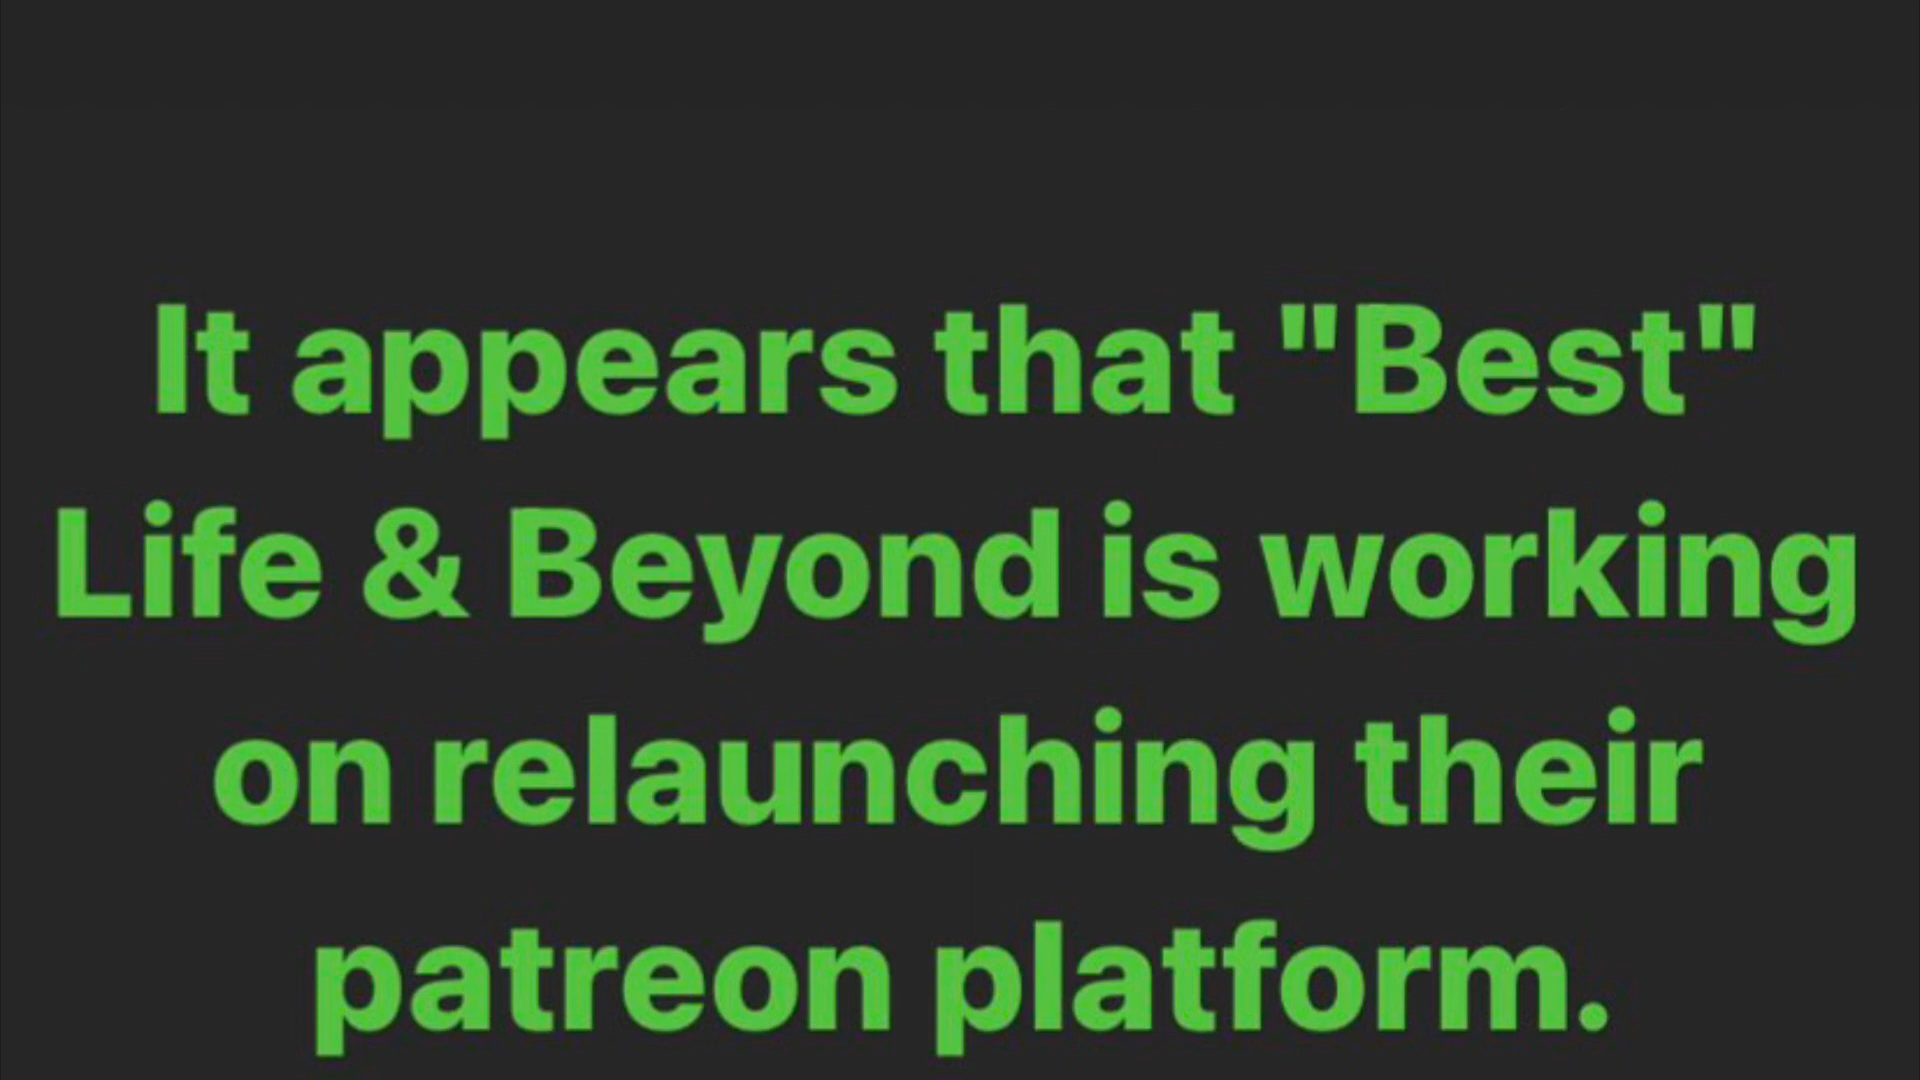 It appears that "Best"
Life & Beyond is working
on relaunching their
patreon platform.